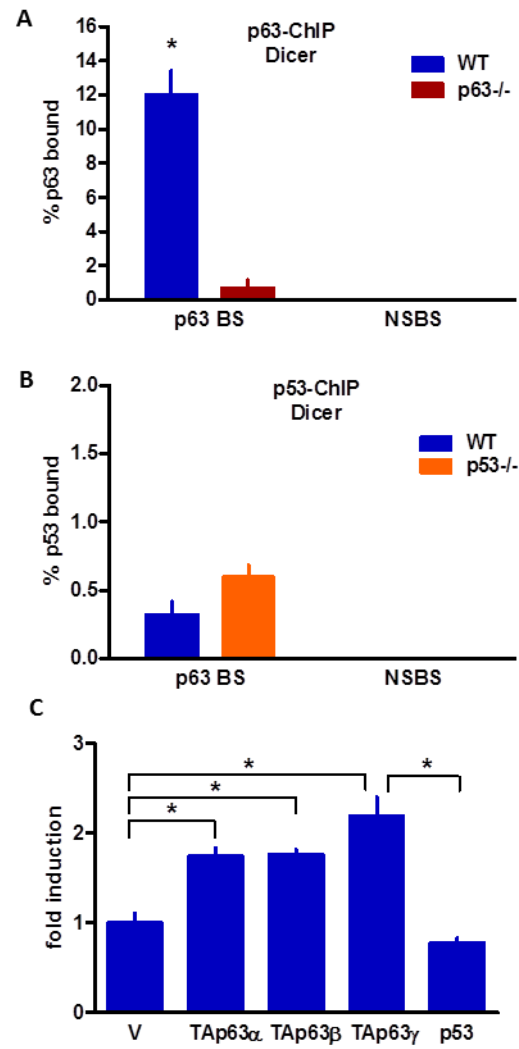 A
p63-ChIP
Dicer
*
WT
p63-/-
% p63 bound
16
14
12
10
8
6
4
2
0
p63 BS NSBS
B
p53-ChIP
Dicer
WT
p53-/-
% p53 bound
2.0
1.5
1.0
0.5
0.0
p63 BS NSBS
C
fold induction
3
2
1
0
*
*
*
*
V TAp63α TAp63β TAp63γ p53